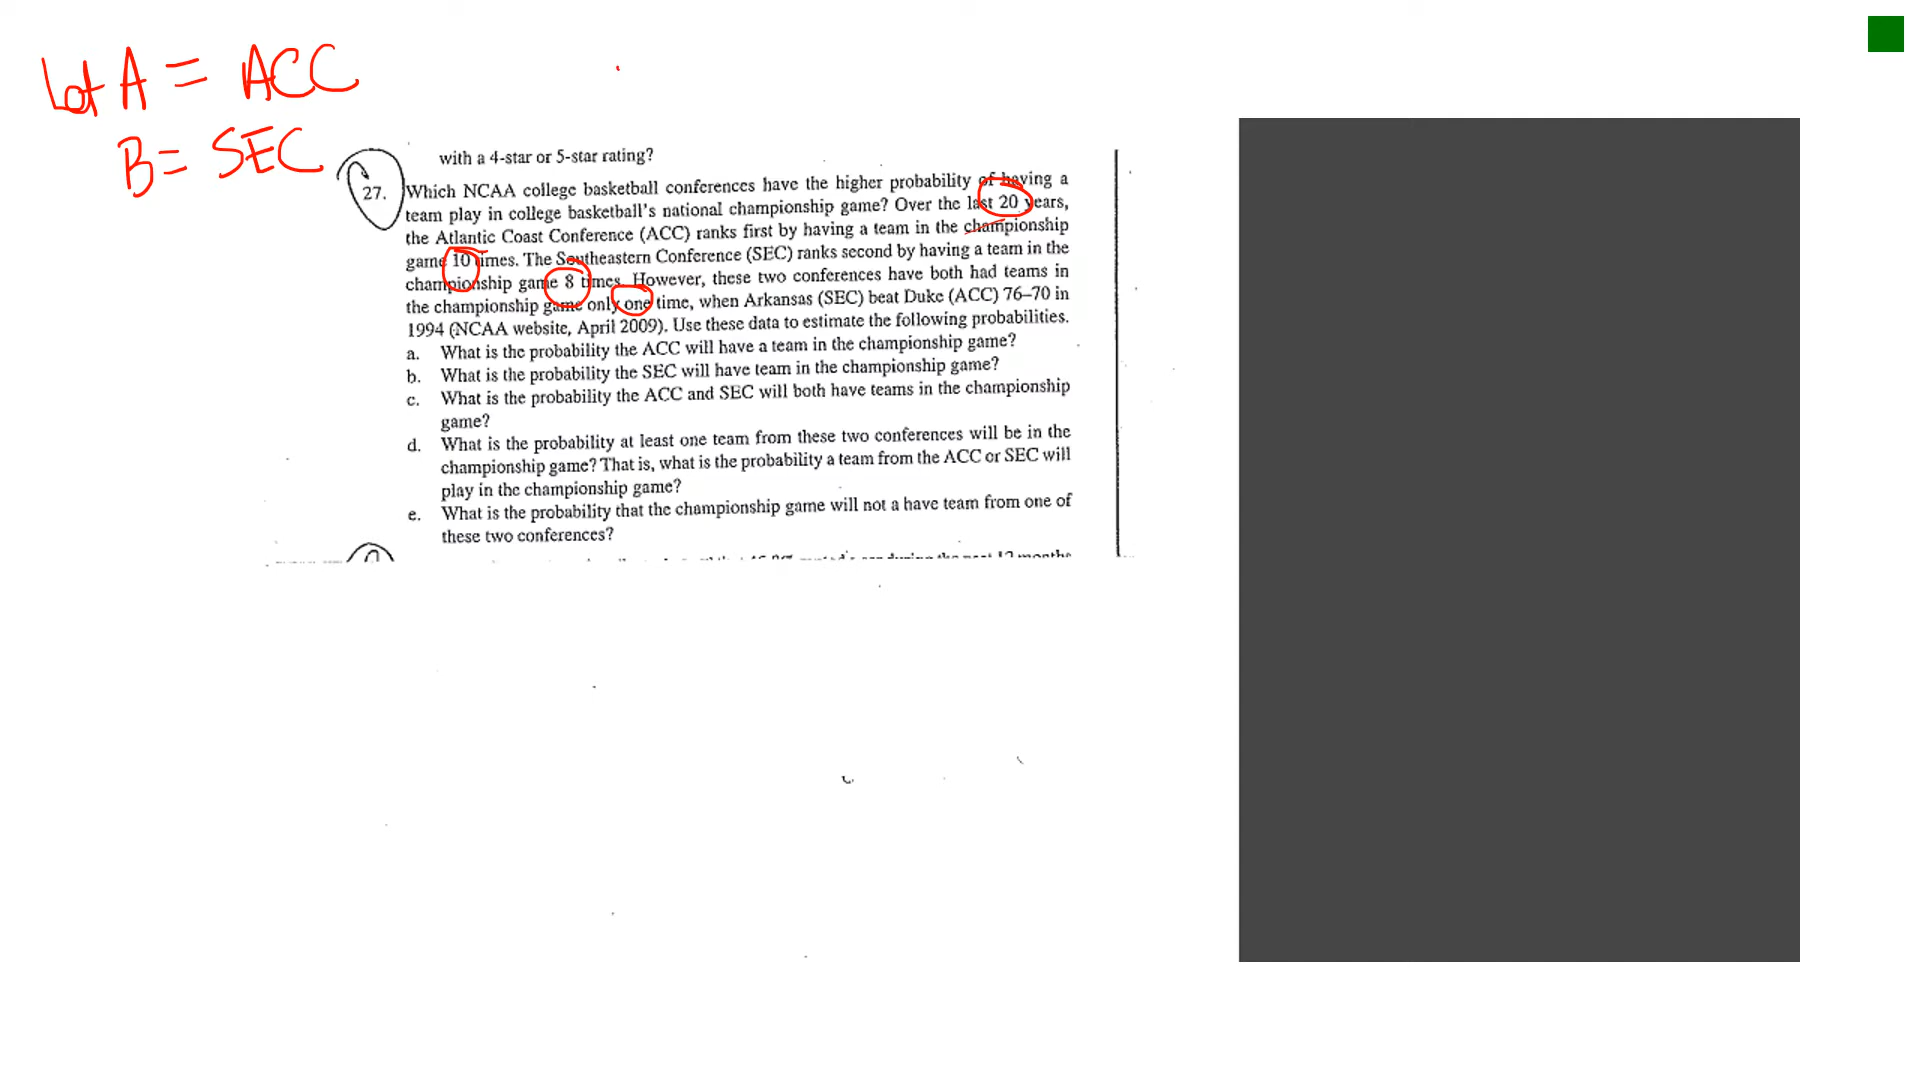 Let A = ACC
B = SEC
with a 4-star or 5-star rating?
27. Which NCAA college basketball conferences have the higher probability of having a
team play in college basketball's national championship game? Over the last 20 years,
the Atlantic Coast Conference (ACC) ranks first by having a team in the championship
game 10 times. The Southeastern Conference (SEC) ranks second by having a team in the
championship game 8 times. However, these two conferences have both had teams in
the championship game only one time, when Arkansas (SEC) beat Duke (ACC) 76–70 in
1994 (NCAA website, April 2009). Use these data to estimate the following probabilities.
a. What is the probability the ACC will have a team in the championship game?
b. What is the probability the SEC will have team in the championship game?
c. What is the probability the ACC and SEC will both have teams in the championship
game?
d. What is the probability at least one team from these two conferences will be in the
championship game? That is, what is the probability a team from the ACC or SEC will
play in the championship game?
e. What is the probability that the championship game will not a have team from one of
these two conferences?